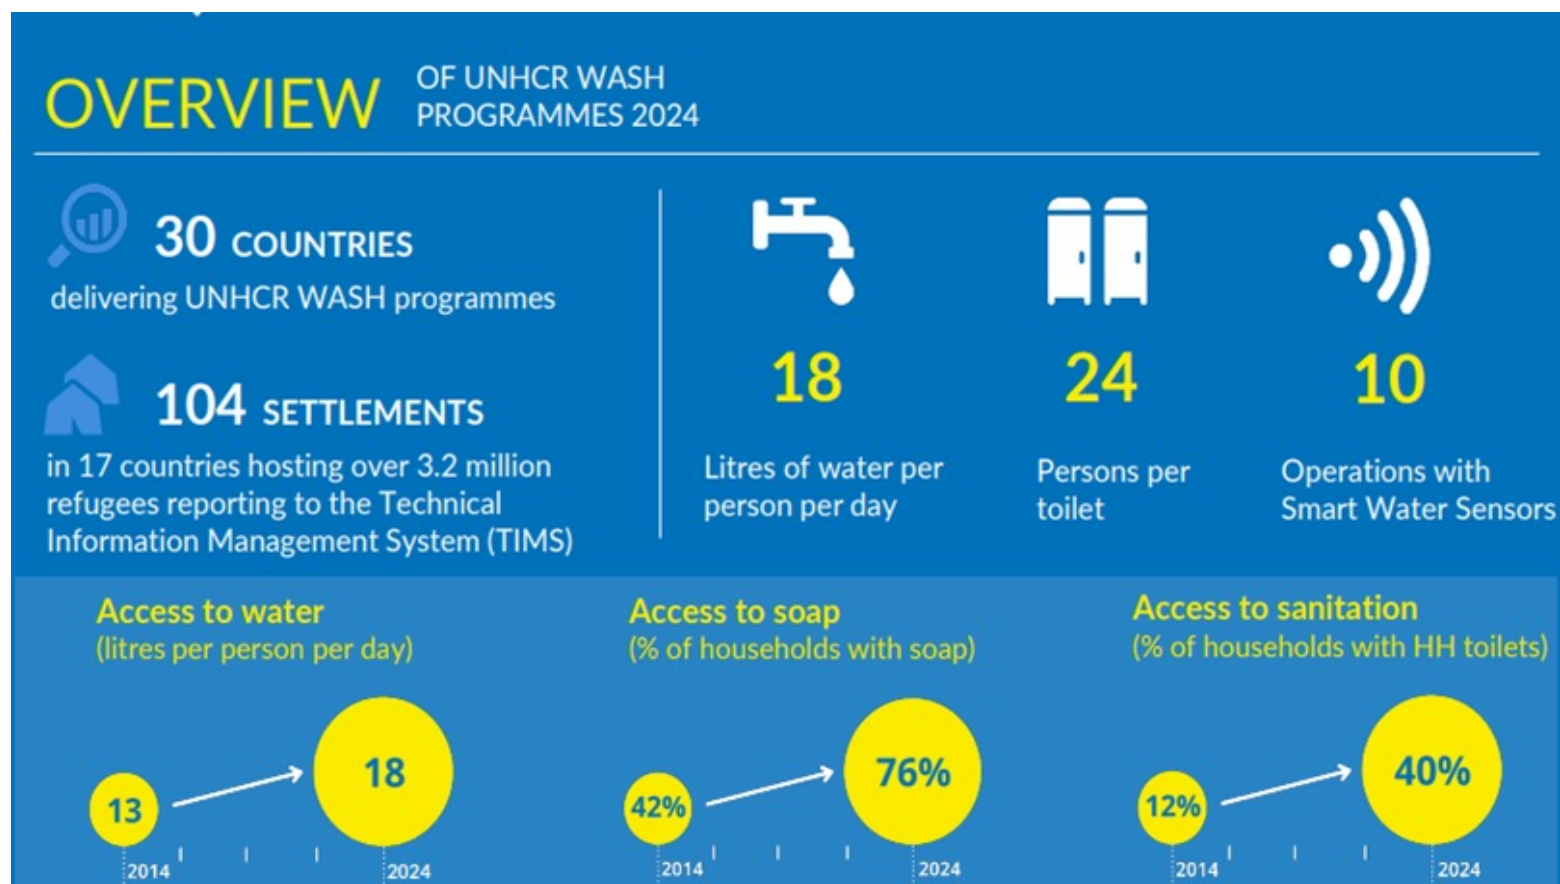 OVERVIEW
OF UNHCR WASH
PROGRAMMES 2024
30 COUNTRIES
delivering UNHCR WASH programmes
104 SETTLEMENTS
in 17 countries hosting over 3.2 million
refugees reporting to the Technical
Information Management System (TIMS)
18
Litres of water per
person per day
24
Persons per
toilet
10
Operations with
Smart Water Sensors
Access to water
(litres per person per day)
13
18
2014
2024
Access to soap
(% of households with soap)
42%
76%
2014
2024
Access to sanitation
(% of households with HH toilets)
12%
40%
2014
2024